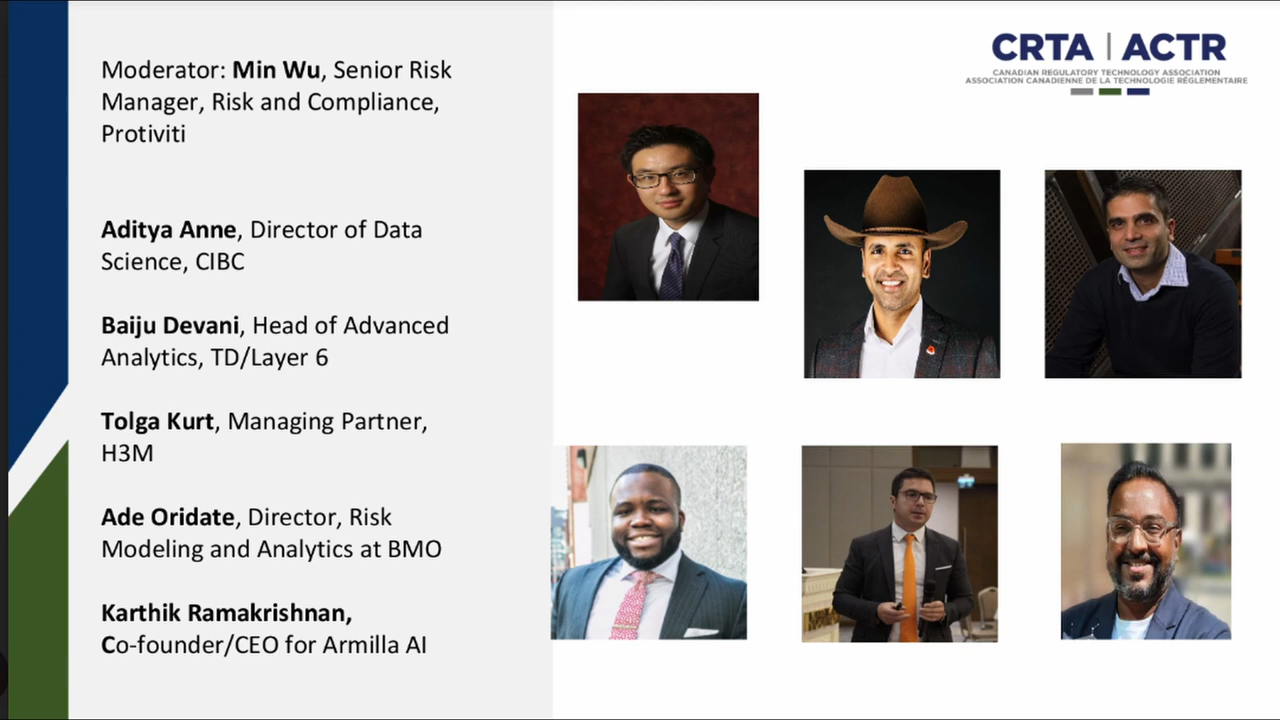 Moderator: Min Wu, Senior Risk
Manager, Risk and Compliance,
Protiviti
Aditya Anne, Director of Data
Science, CIBC
Baiju Devani, Head of Advanced
Analytics, TD/Layer 6
Tolga Kurt, Managing Partner,
H3M
Ade Oridate, Director, Risk
Modeling and Analytics at BMO
Karthik Ramakrishnan,
Co-founder/CEO for Armilla AI
CRTA | ACTR
CANADIAN REGULATORY TECHNOLOGY ASSOCIATION
ASSOCIATION CANADIENNE DE LA TECHNOLOGIE RÉGLEMENTAIRE